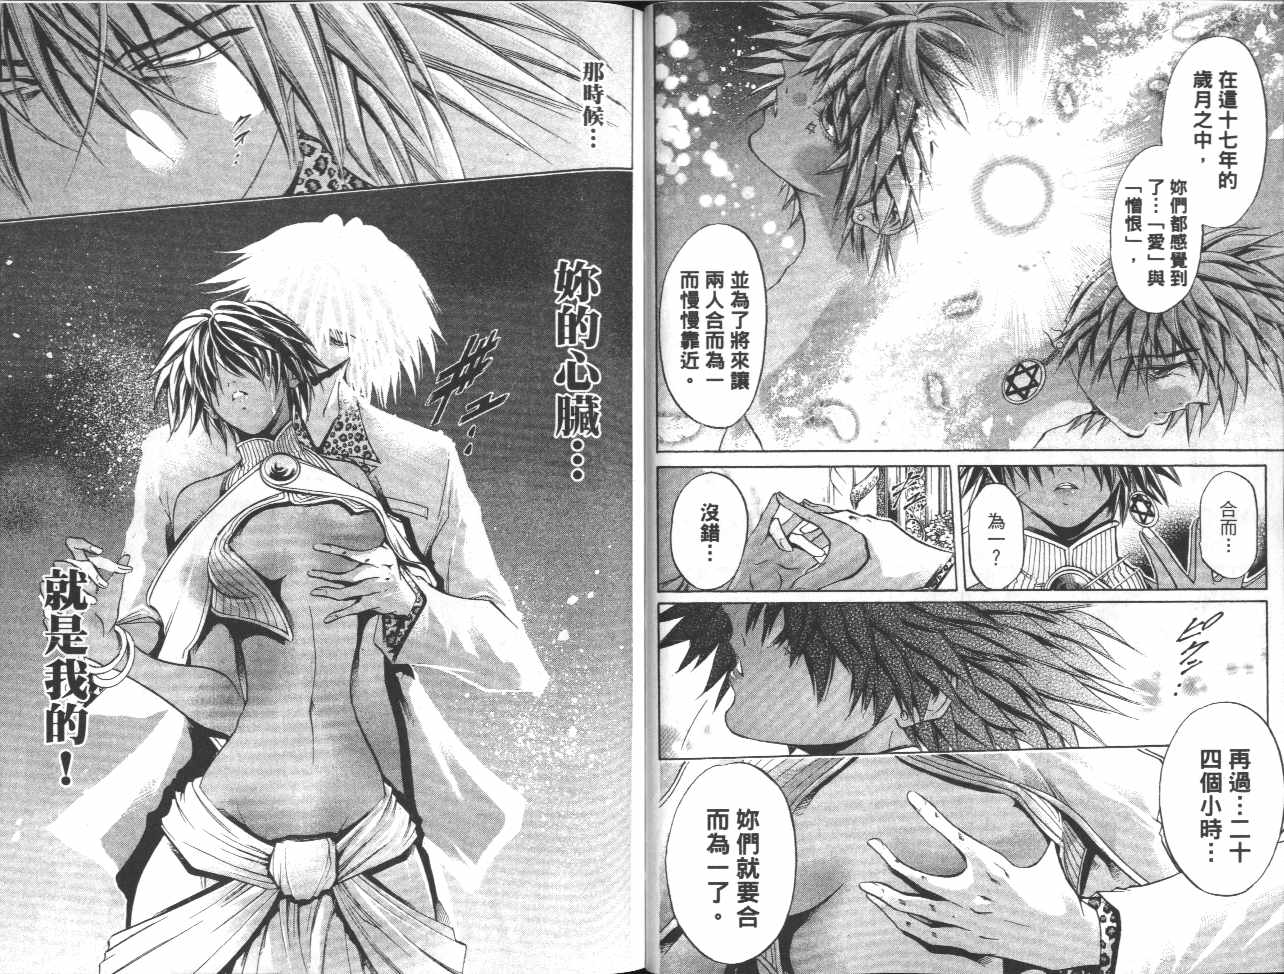 在這十七年的
歲月之中，
妳們都感覺到
了…「愛」與
「憎恨」，
並為了將來讓
兩人合而為一
而慢慢靠近。
合而…
為一？
沒錯…
ピクン…
再過…二十
四個小時…
妳們就要合
而為一了。
那時候…
妳的心臟…
就是我的！